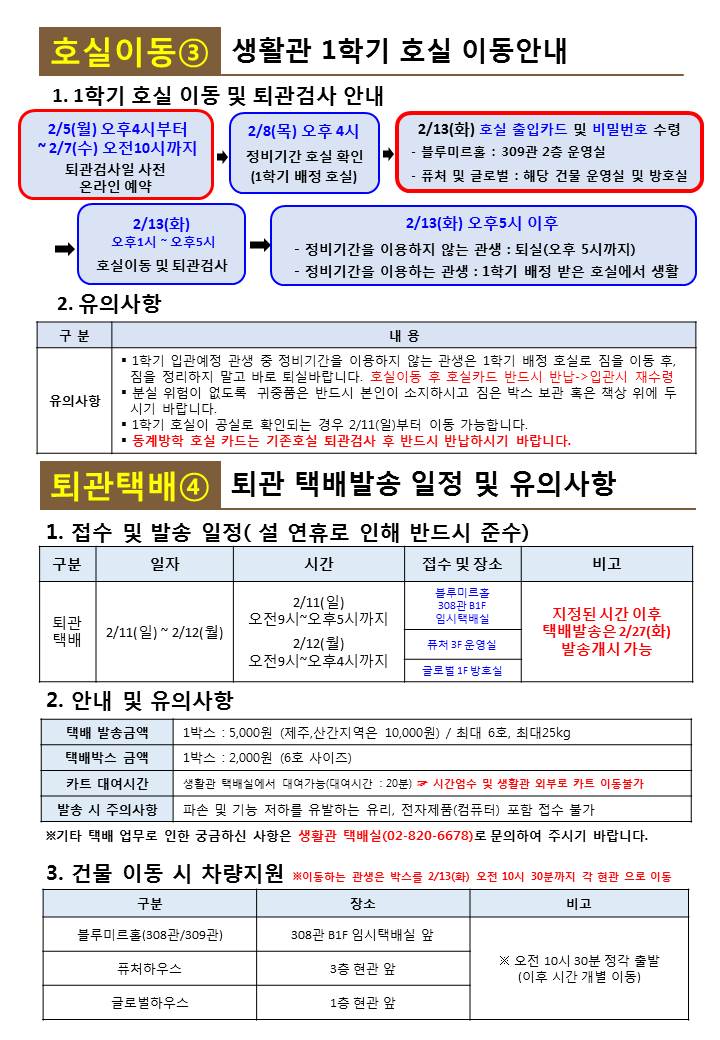 호실이동③ 생활관 1학기 호실 이동안내
1. 1학기 호실 이동 및 퇴관검사 안내
2/5(월) 오후4시부터
~ 2/7(수) 오전10시까지
퇴관검사일 사전
온라인 예약
2/8(목) 오후 4시
정비기간 호실 확인
(1학기 배정 호실)
2/13(화) 호실 출입카드 및 비밀번호 수령
- 블루미르홀 : 309관 2층 운영실
- 퓨처 및 글로벌 : 해당 건물 운영실 및 방호실
2/13(화)
오후1시 ~ 오후5시
호실이동 및 퇴관검사
2/13(화) 오후5시 이후
- 정비기간을 이용하지 않는 관생 : 퇴실(오후 5시까지)
- 정비기간을 이용하는 관생 : 1학기 배정 받은 호실에서 생활
2. 유의사항
구 분 내 용
유의사항
▪ 1학기 입관예정 관생 중 정비기간을 이용하지 않는 관생은 1학기 배정 호실로 짐을 이동 후,
짐을 정리하지 말고 바로 퇴실바랍니다. 호실이동 후 호실카드 반드시 반납->입관시 재수령
▪ 분실 위험이 없도록 귀중품은 반드시 본인이 소지하시고 짐은 박스 보관 혹은 책상 위에 두
시기 바랍니다.
▪ 1학기 호실이 공실로 확인되는 경우 2/11(일)부터 이동 가능합니다.
▪ 동계방학 호실 카드는 기존호실 퇴관검사 후 반드시 반납하시기 바랍니다.
퇴관택배④ 퇴관 택배발송 일정 및 유의사항
1. 접수 및 발송 일정( 설 연휴로 인해 반드시 준수)
구분 일자 시간 접수 및 장소 비고
퇴관
택배
2/11(일) ~ 2/12(월)
2/11(일)
오전9시~오후5시까지
2/12(월)
오전9시~오후4시까지
블루미르홀
308관 B1F
임시택배실
퓨처 3F 운영실
글로벌 1F 방호실
지정된 시간 이후
택배발송은 2/27(화)
발송개시 가능
2. 안내 및 유의사항
택배 발송금액 1박스 : 5,000원 (제주,산간지역은 10,000원) / 최대 6호, 최대25kg
택배박스 금액 1박스 : 2,000원 (6호 사이즈)
카트 대여시간 생활관 택배실에서 대여가능(대여시간 : 20분) ☞ 시간엄수 및 생활관 외부로 카트 이동불가
발송 시 주의사항 파손 및 기능 저하를 유발하는 유리, 전자제품(컴퓨터) 포함 접수 불가
※기타 택배 업무로 인한 궁금하신 사항은 생활관 택배실(02-820-6678)로 문의하여 주시기 바랍니다.
3. 건물 이동 시 차량지원 ※이동하는 관생은 박스를 2/13(화) 오전 10시 30분까지 각 현관 으로 이동
구분 장소 비고
블루미르홀(308관/309관) 308관 B1F 임시택배실 앞
퓨처하우스 3층 현관 앞
글로벌하우스 1층 현관 앞
※ 오전 10시 30분 정각 출발
(이후 시간 개별 이동)